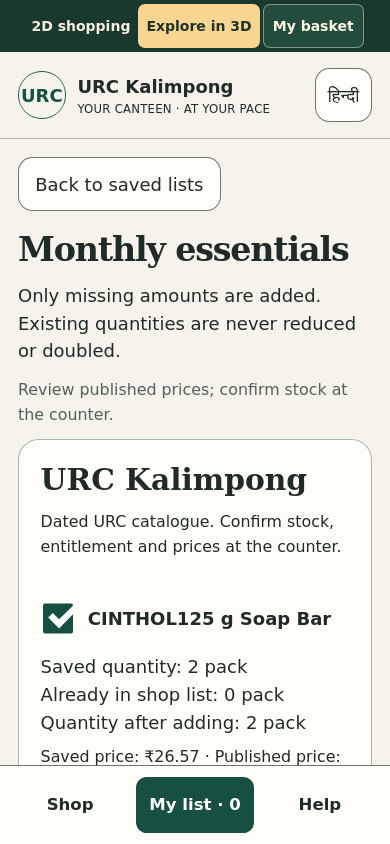 2D shopping
Explore in 3D
My basket
URC
URC Kalimpong
YOUR CANTEEN · AT YOUR PACE
हिन्दी
Back to saved lists
Monthly essentials
Only missing amounts are added.
Existing quantities are never reduced
or doubled.
Review published prices; confirm stock at
the counter.
URC Kalimpong
Dated URC catalogue. Confirm stock,
entitlement and prices at the counter.
CINTHOL125 g Soap Bar
Saved quantity: 2 pack
Already in shop list: 0 pack
Quantity after adding: 2 pack
Saved price: ₹26.57 · Published price:
Shop
My list · 0
Help